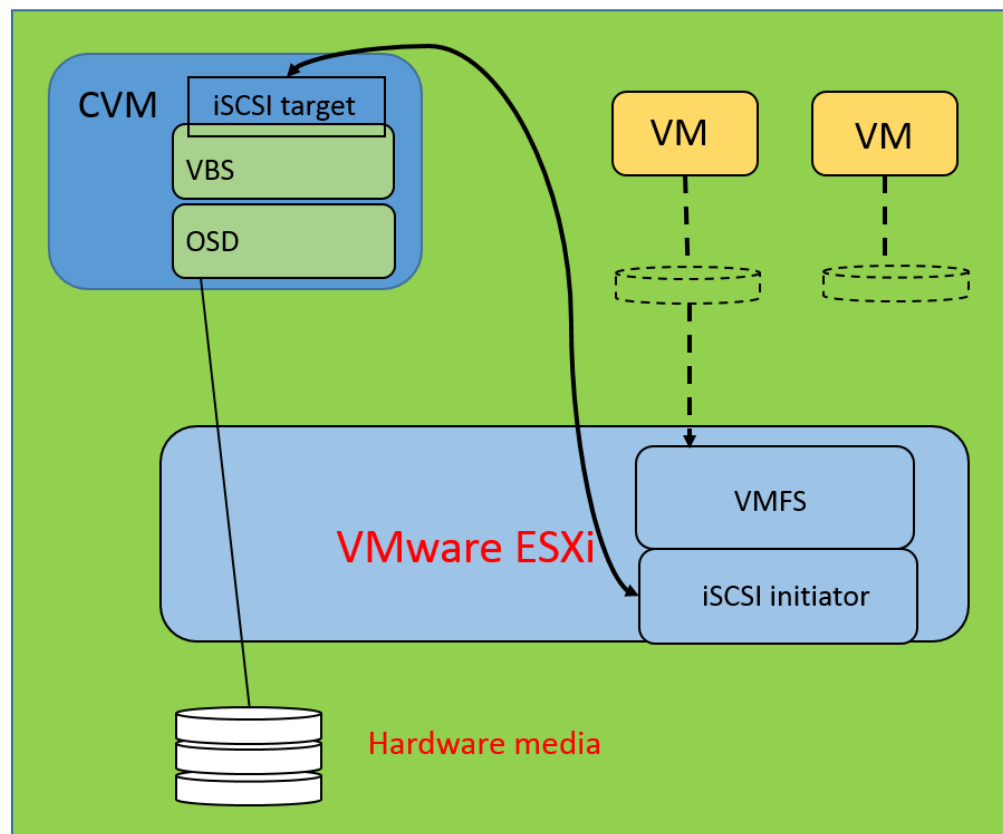 CVM
iSCSI target
VBS
OSD
VM
VM
VMFS
VMware ESXi
iSCSI initiator
Hardware media